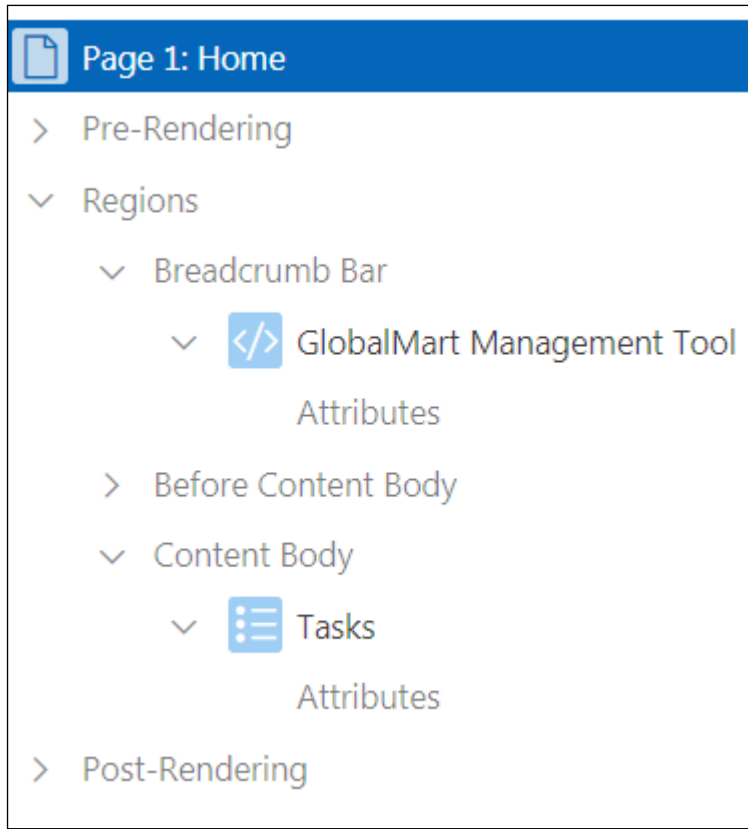 Page 1: Home
Pre-Rendering
Regions
Breadcrumb Bar
</> GlobalMart Management Tool
Attributes
Before Content Body
Content Body
Tasks
Attributes
Post-Rendering